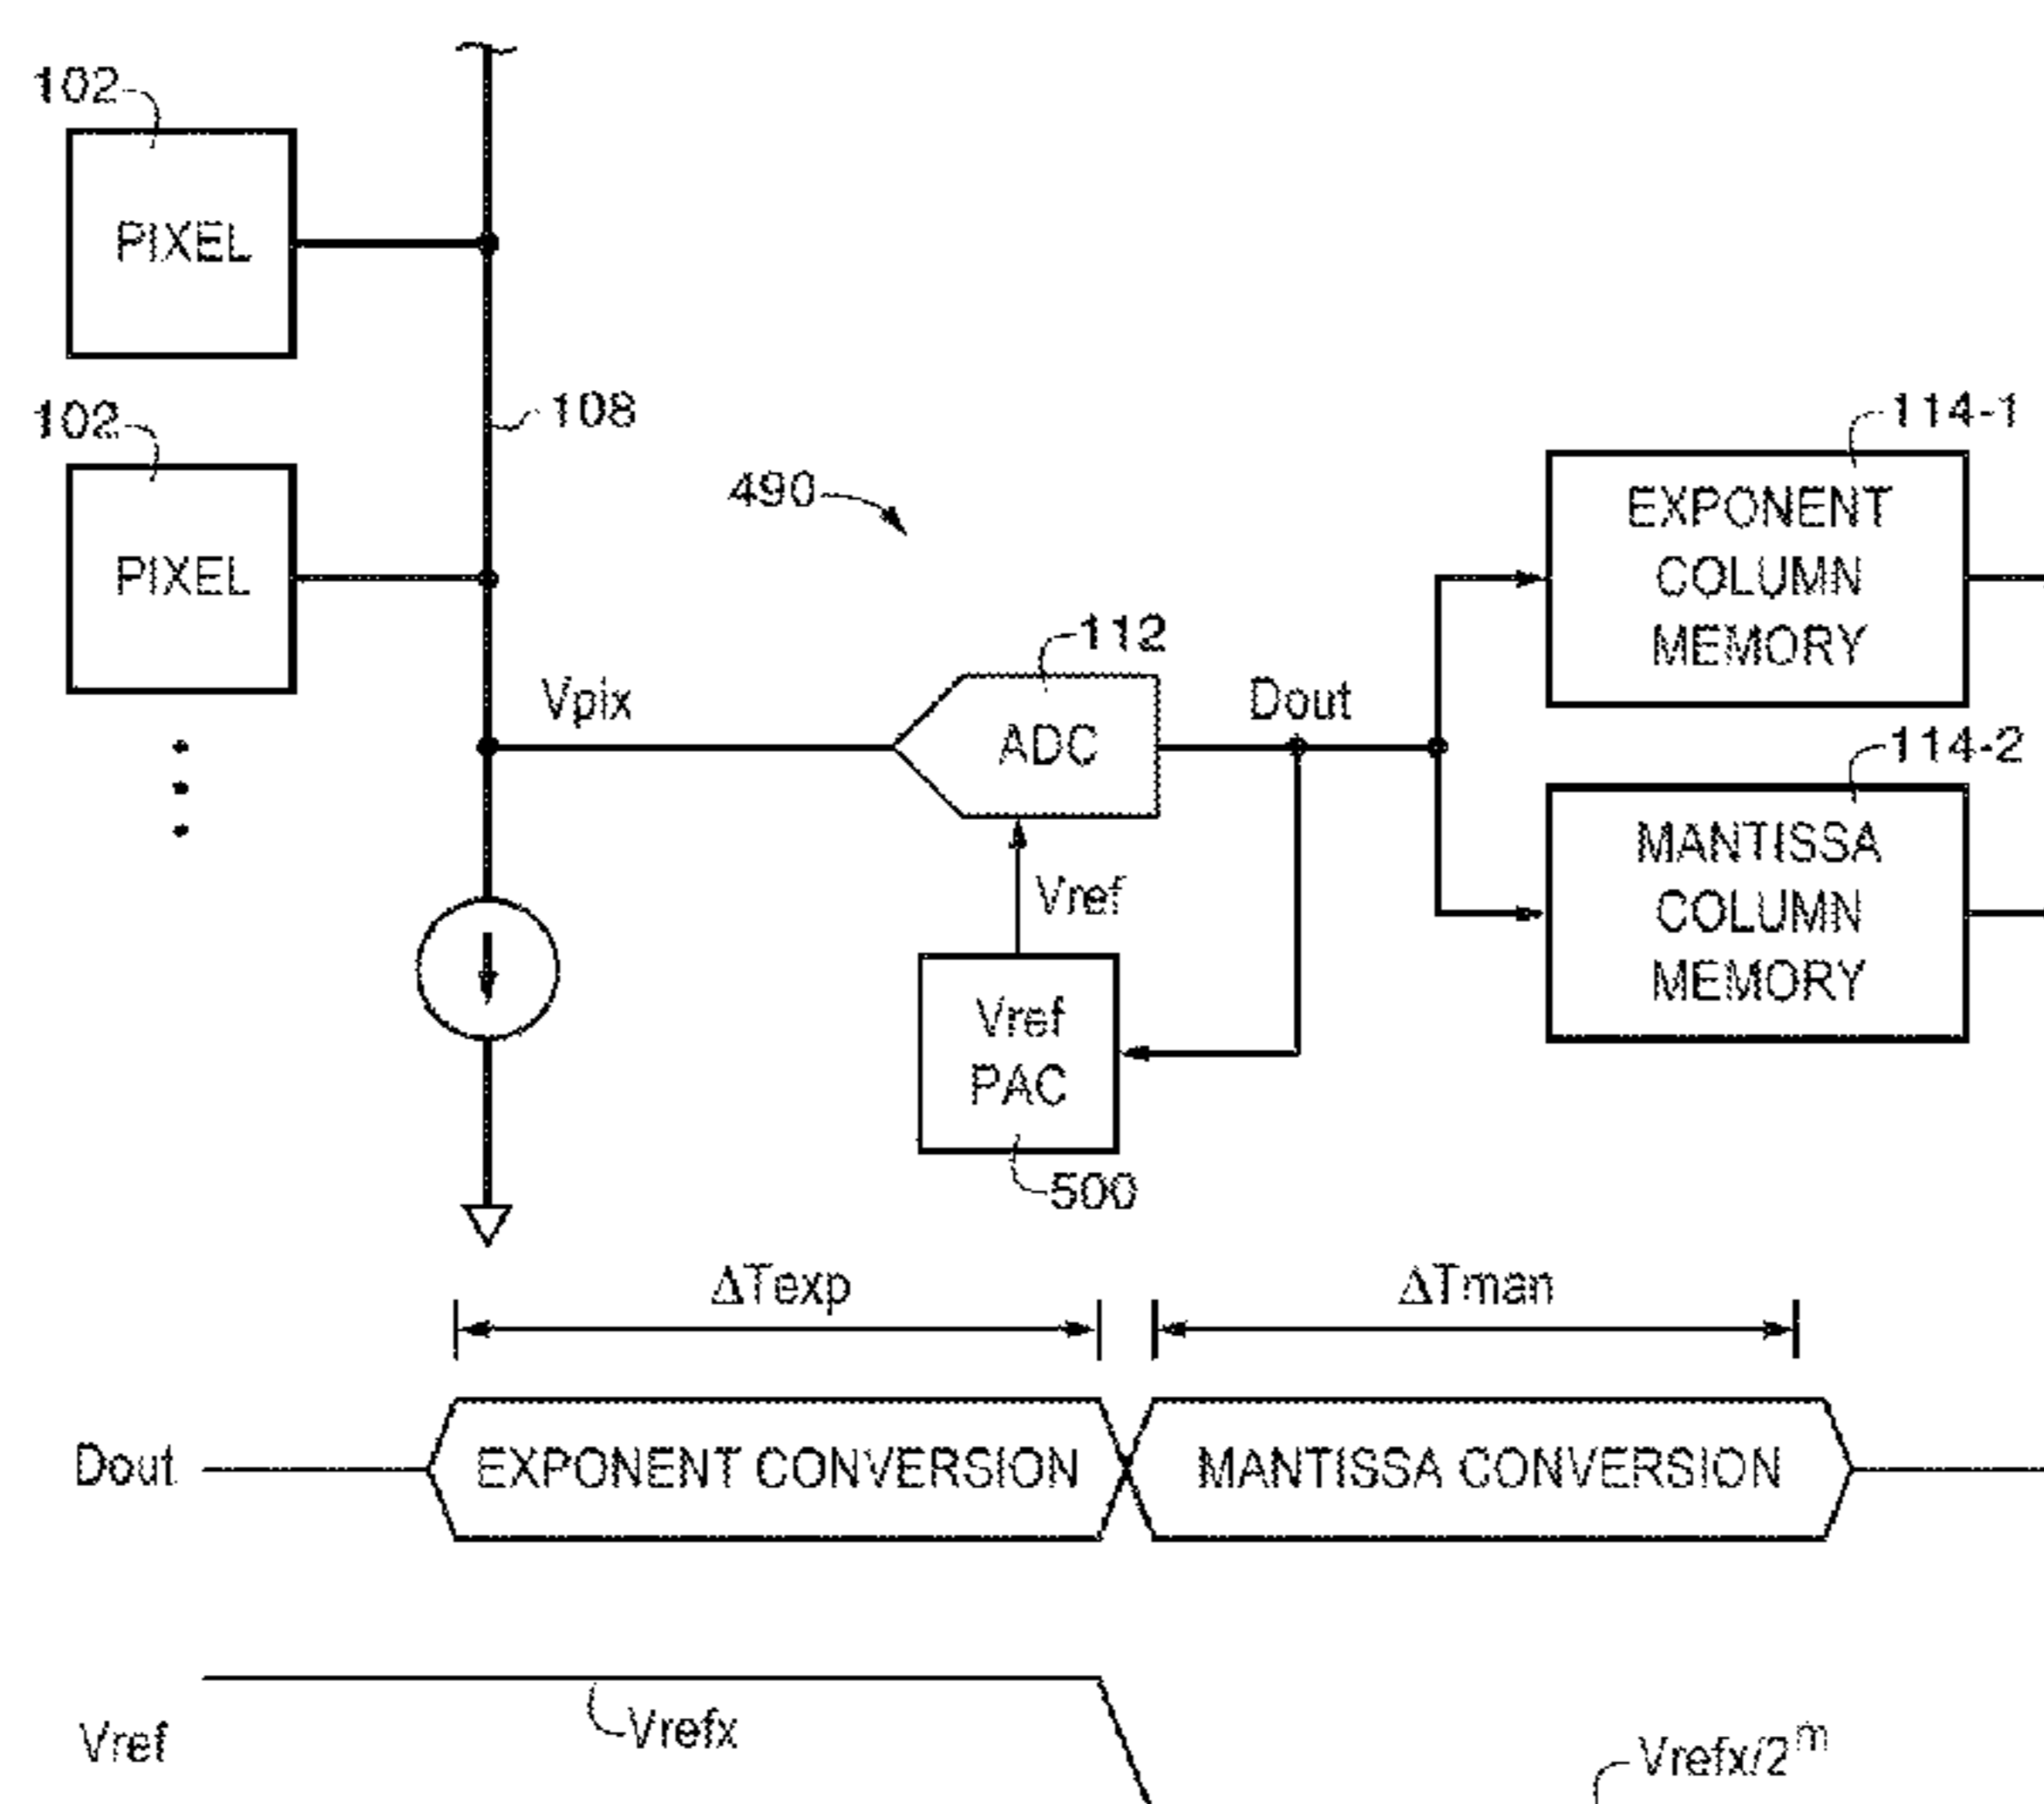 102
PIXEL
108
102
PIXEL
490
112
Vpix
ADC
Dout
114-1
EXPONENT
COLUMN
MEMORY
114-2
MANTISSA
COLUMN
MEMORY
Vref
Vref
PAC
500
ΔTexp
ΔTman
Dout
EXPONENT CONVERSION
MANTISSA CONVERSION
Vref
Vrefx
Vrefx/2^m